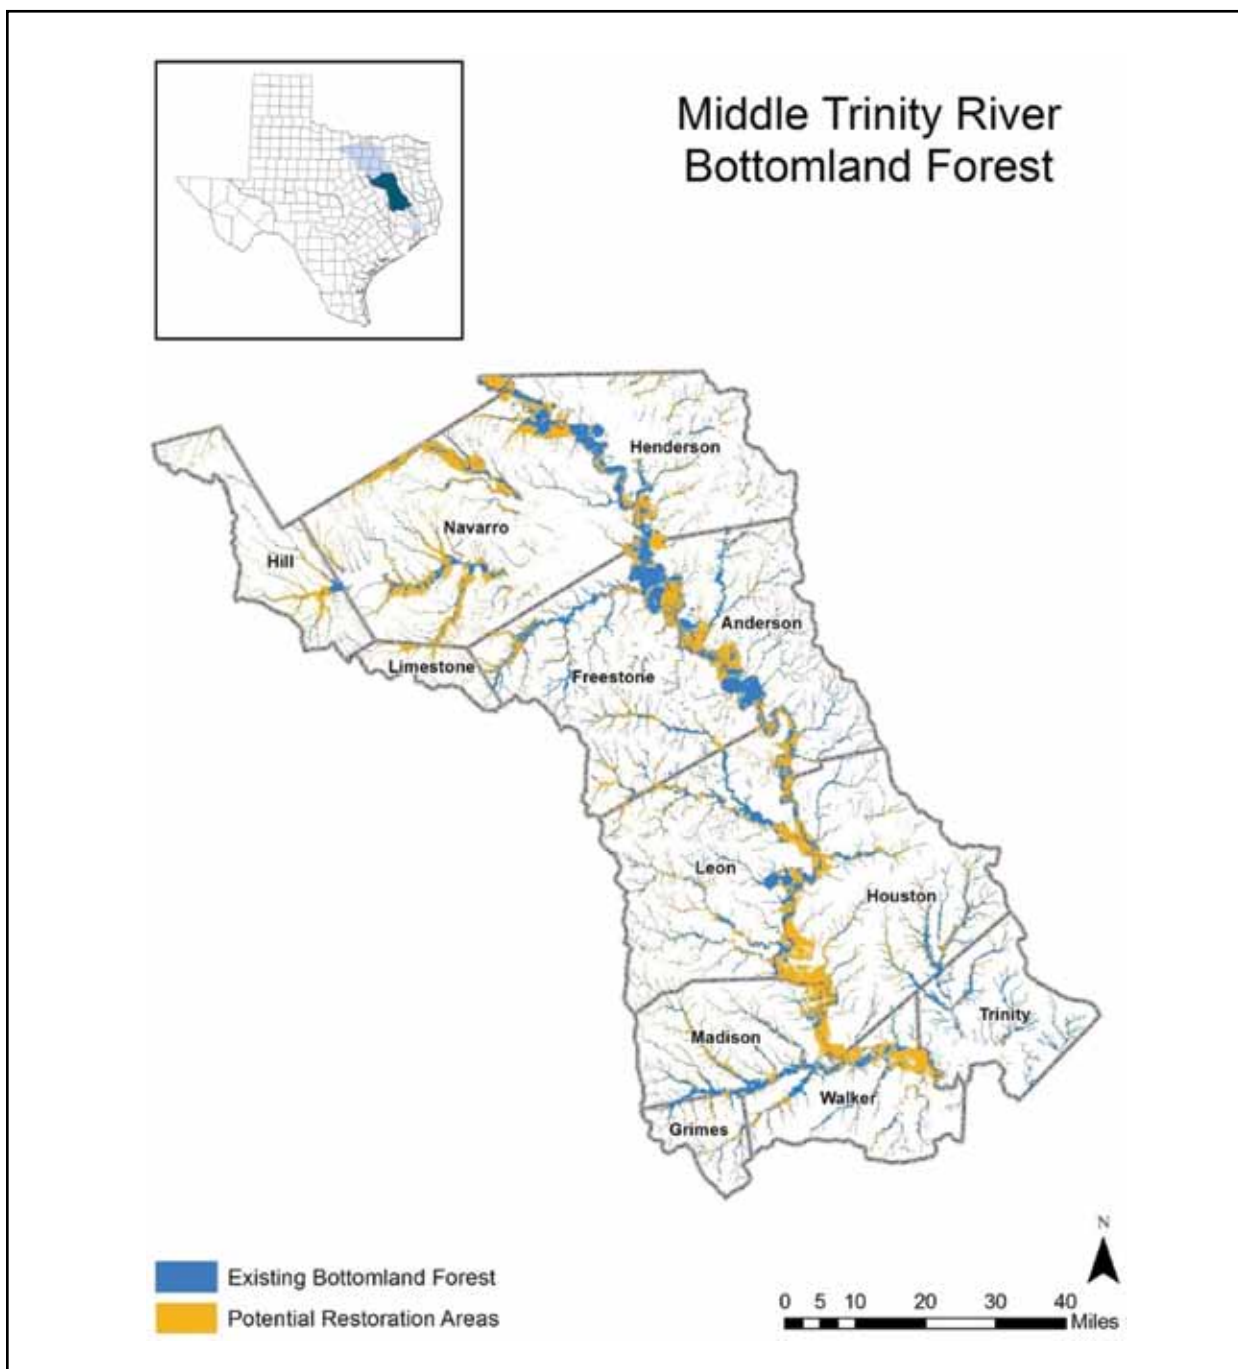 Middle Trinity River
Bottomland Forest
Henderson
Navarro
Hill
Anderson
Limestone
Freestone
Leon
Houston
Trinity
Madison
Walker
Grimes
N
Existing Bottomland Forest
Potential Restoration Areas
0 5 10 20 30 40
Miles